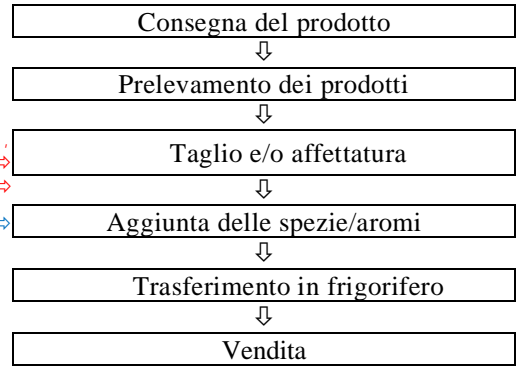 Consegna del prodotto
Prelevamento dei prodotti
Taglio e/o affettatura
Aggiunta delle spezie/aromi
Trasferimento in frigorifero
Vendita